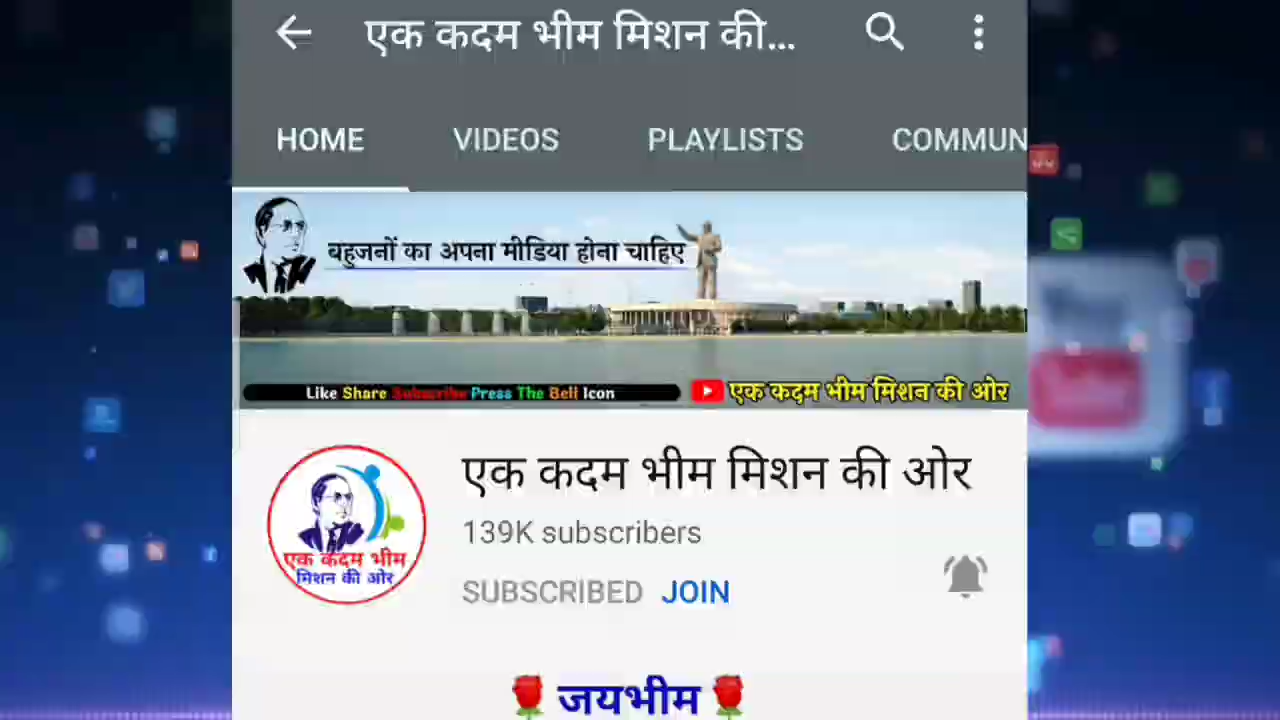 एक कदम भीम मिशन की...
HOME VIDEOS PLAYLISTS COMMUN
बहुजनों का अपना मीडिया होना चाहिए
Like Share Subscribe Press The Bell Icon
एक कदम भीम मिशन की ओर
एक कदम भीम मिशन की ओर
139K subscribers
एक कदम भीम
मिशन की ओर
SUBSCRIBED JOIN
जयभीम